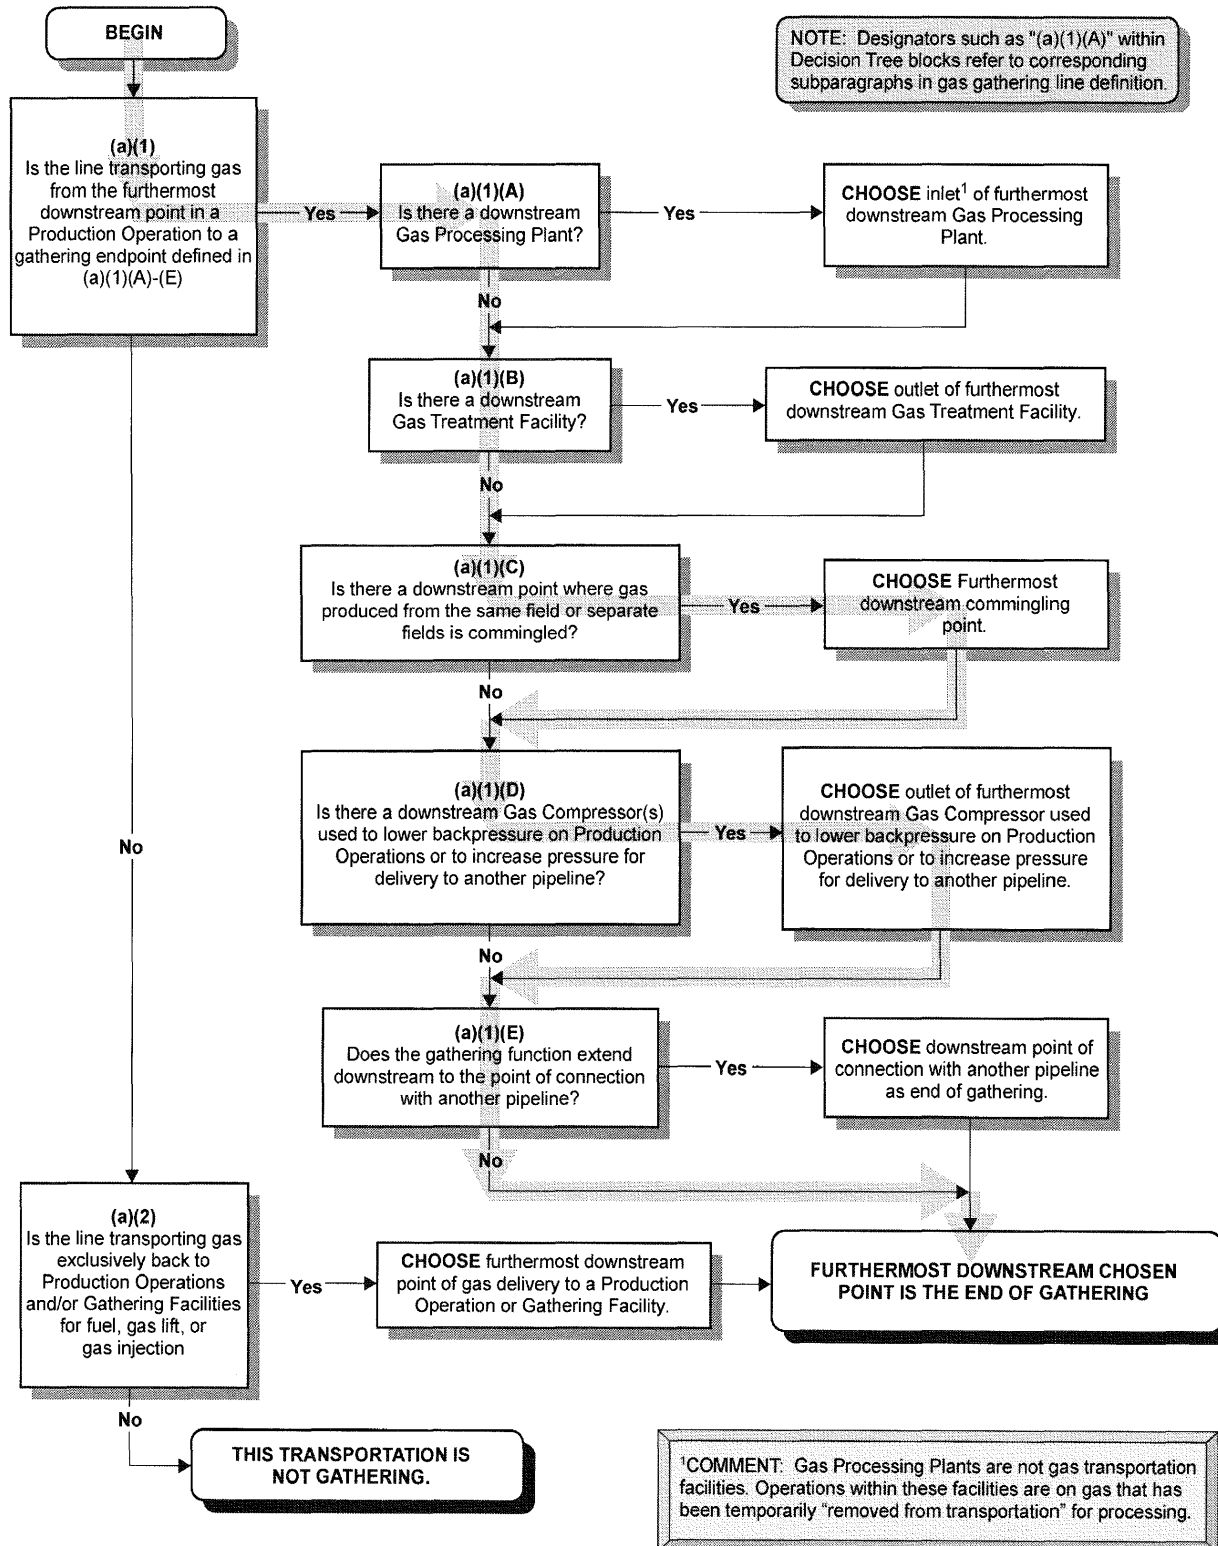 BEGIN
NOTE: Designators such as "(a)(1)(A)" within
Decision Tree blocks refer to corresponding
subparagraphs in gas gathering line definition.
(a)(1)
Is the line transporting gas
from the furthermost
downstream point in a
Production Operation to a
gathering endpoint defined in
(a)(1)(A)-(E)
Yes
(a)(1)(A)
Is there a downstream
Gas Processing Plant?
Yes
CHOOSE inlet¹ of furthermost
downstream Gas Processing
Plant.
No
(a)(1)(B)
Is there a downstream
Gas Treatment Facility?
Yes
CHOOSE outlet of furthermost
downstream Gas Treatment Facility.
No
(a)(1)(C)
Is there a downstream point where gas
produced from the same field or separate
fields is commingled?
Yes
CHOOSE Furthermost
downstream commingling
point.
No
(a)(1)(D)
Is there a downstream Gas Compressor(s)
used to lower backpressure on Production
Operations or to increase pressure for
delivery to another pipeline?
Yes
CHOOSE outlet of furthermost
downstream Gas Compressor used
to lower backpressure on Production
Operations or to increase pressure
for delivery to another pipeline.
No
No
(a)(1)(E)
Does the gathering function extend
downstream to the point of connection
with another pipeline?
Yes
CHOOSE downstream point of
connection with another pipeline
as end of gathering.
No
(a)(2)
Is the line transporting gas
exclusively back to
Production Operations
and/or Gathering Facilities
for fuel, gas lift, or
gas injection
Yes
CHOOSE furthermost downstream
point of gas delivery to a Production
Operation or Gathering Facility.
FURTHERMOST DOWNSTREAM CHOSEN
POINT IS THE END OF GATHERING
No
THIS TRANSPORTATION IS
NOT GATHERING.
¹COMMENT: Gas Processing Plants are not gas transportation
facilities. Operations within these facilities are on gas that has
been temporarily “removed from transportation” for processing.